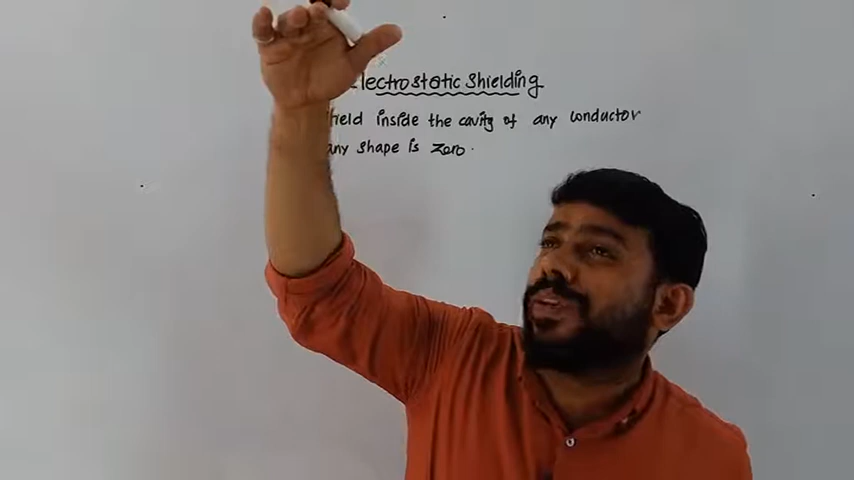 Electrostatic Shielding
field inside the cavity of any conductor
any shape is zero.